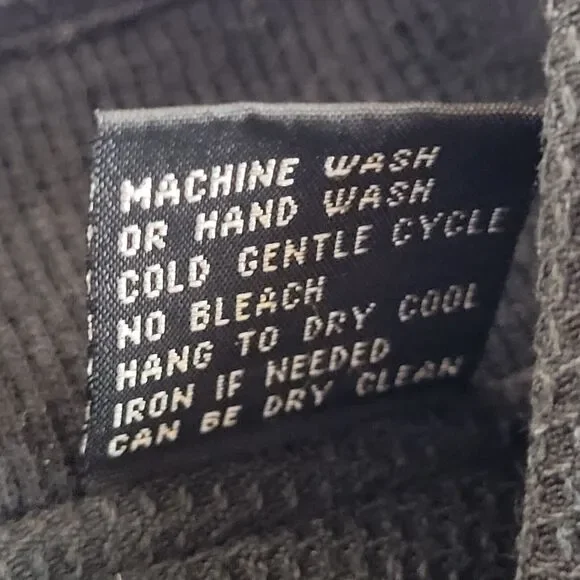 MACHINE WASH
OR HAND WASH
COLD GENTLE CYCLE
NO BLEACH
HANG TO DRY COOL
IRON IF NEEDED
CAN BE DRY CLEAN